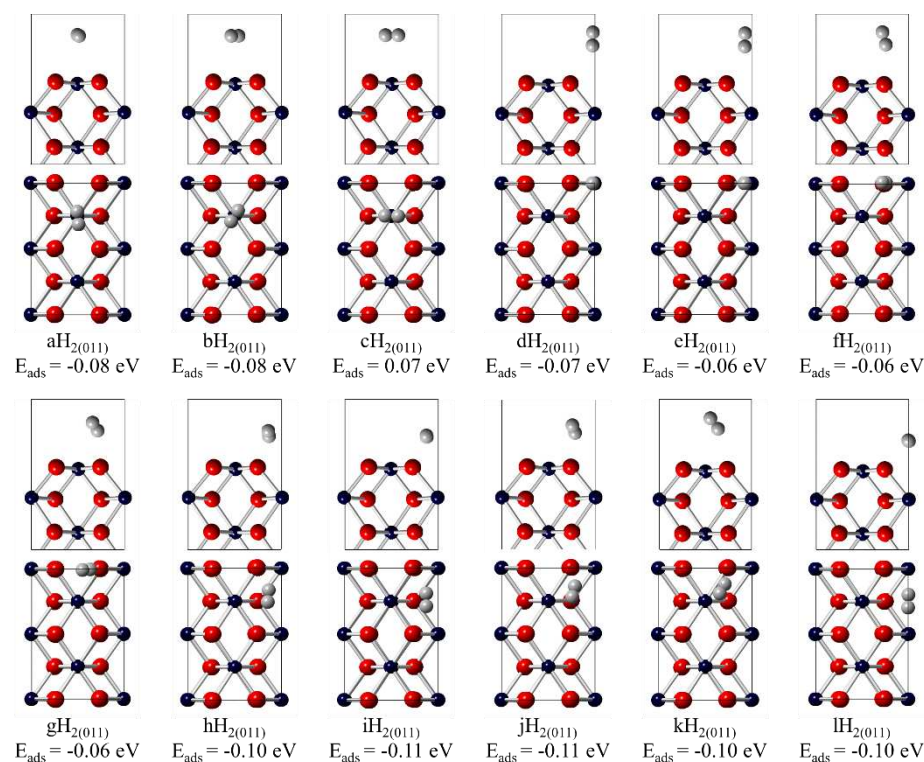 aH2(011) bH2(011) cH2(011) dH2(011) eH2(011) fH2(011)
Eads = -0.08 eV Eads = -0.08 eV Eads = 0.07 eV Eads = -0.07 eV Eads = -0.06 eV Eads = -0.06 eV
gH2(011) hH2(011) iH2(011) jH2(011) kH2(011) lH2(011)
Eads = -0.06 eV Eads = -0.10 eV Eads = -0.11 eV Eads = -0.11 eV Eads = -0.10 eV Eads = -0.10 eV